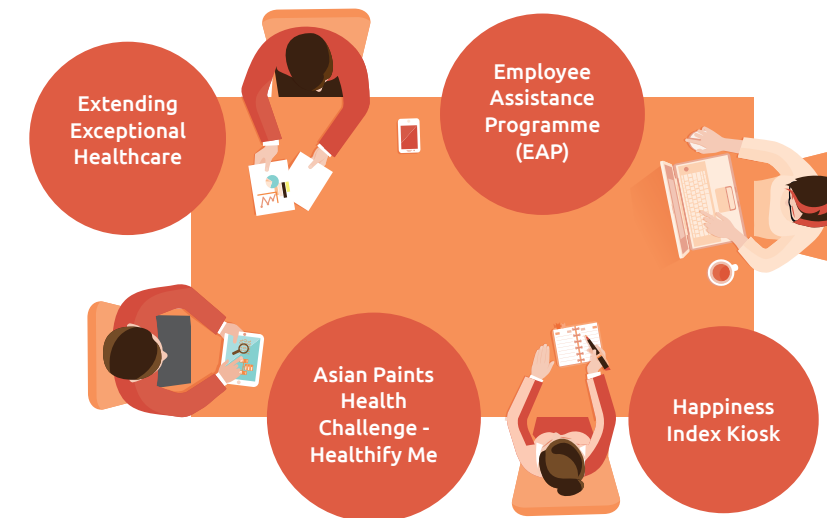 Extending
Exceptional
Healthcare
Employee
Assistance
Programme
(EAP)
Asian Paints
Health
Challenge -
Healthify Me
Happiness
Index Kiosk